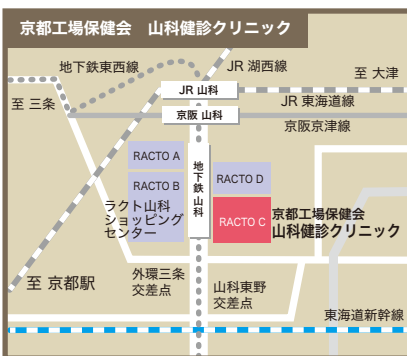 京都工場保健会　山科健診クリニック
地下鉄東西線
JR 湖西線
至 大津
JR 山科
至 三条
JR 東海道線
京阪 山科
京阪京津線
RACTO A
地下鉄山科
RACTO B
RACTO D
ラクト山科
ショッピング
センター
RACTO C
京都工場保健会
山科健診クリニック
外環三条
交差点
至 京都駅
山科東野
交差点
東海道新幹線